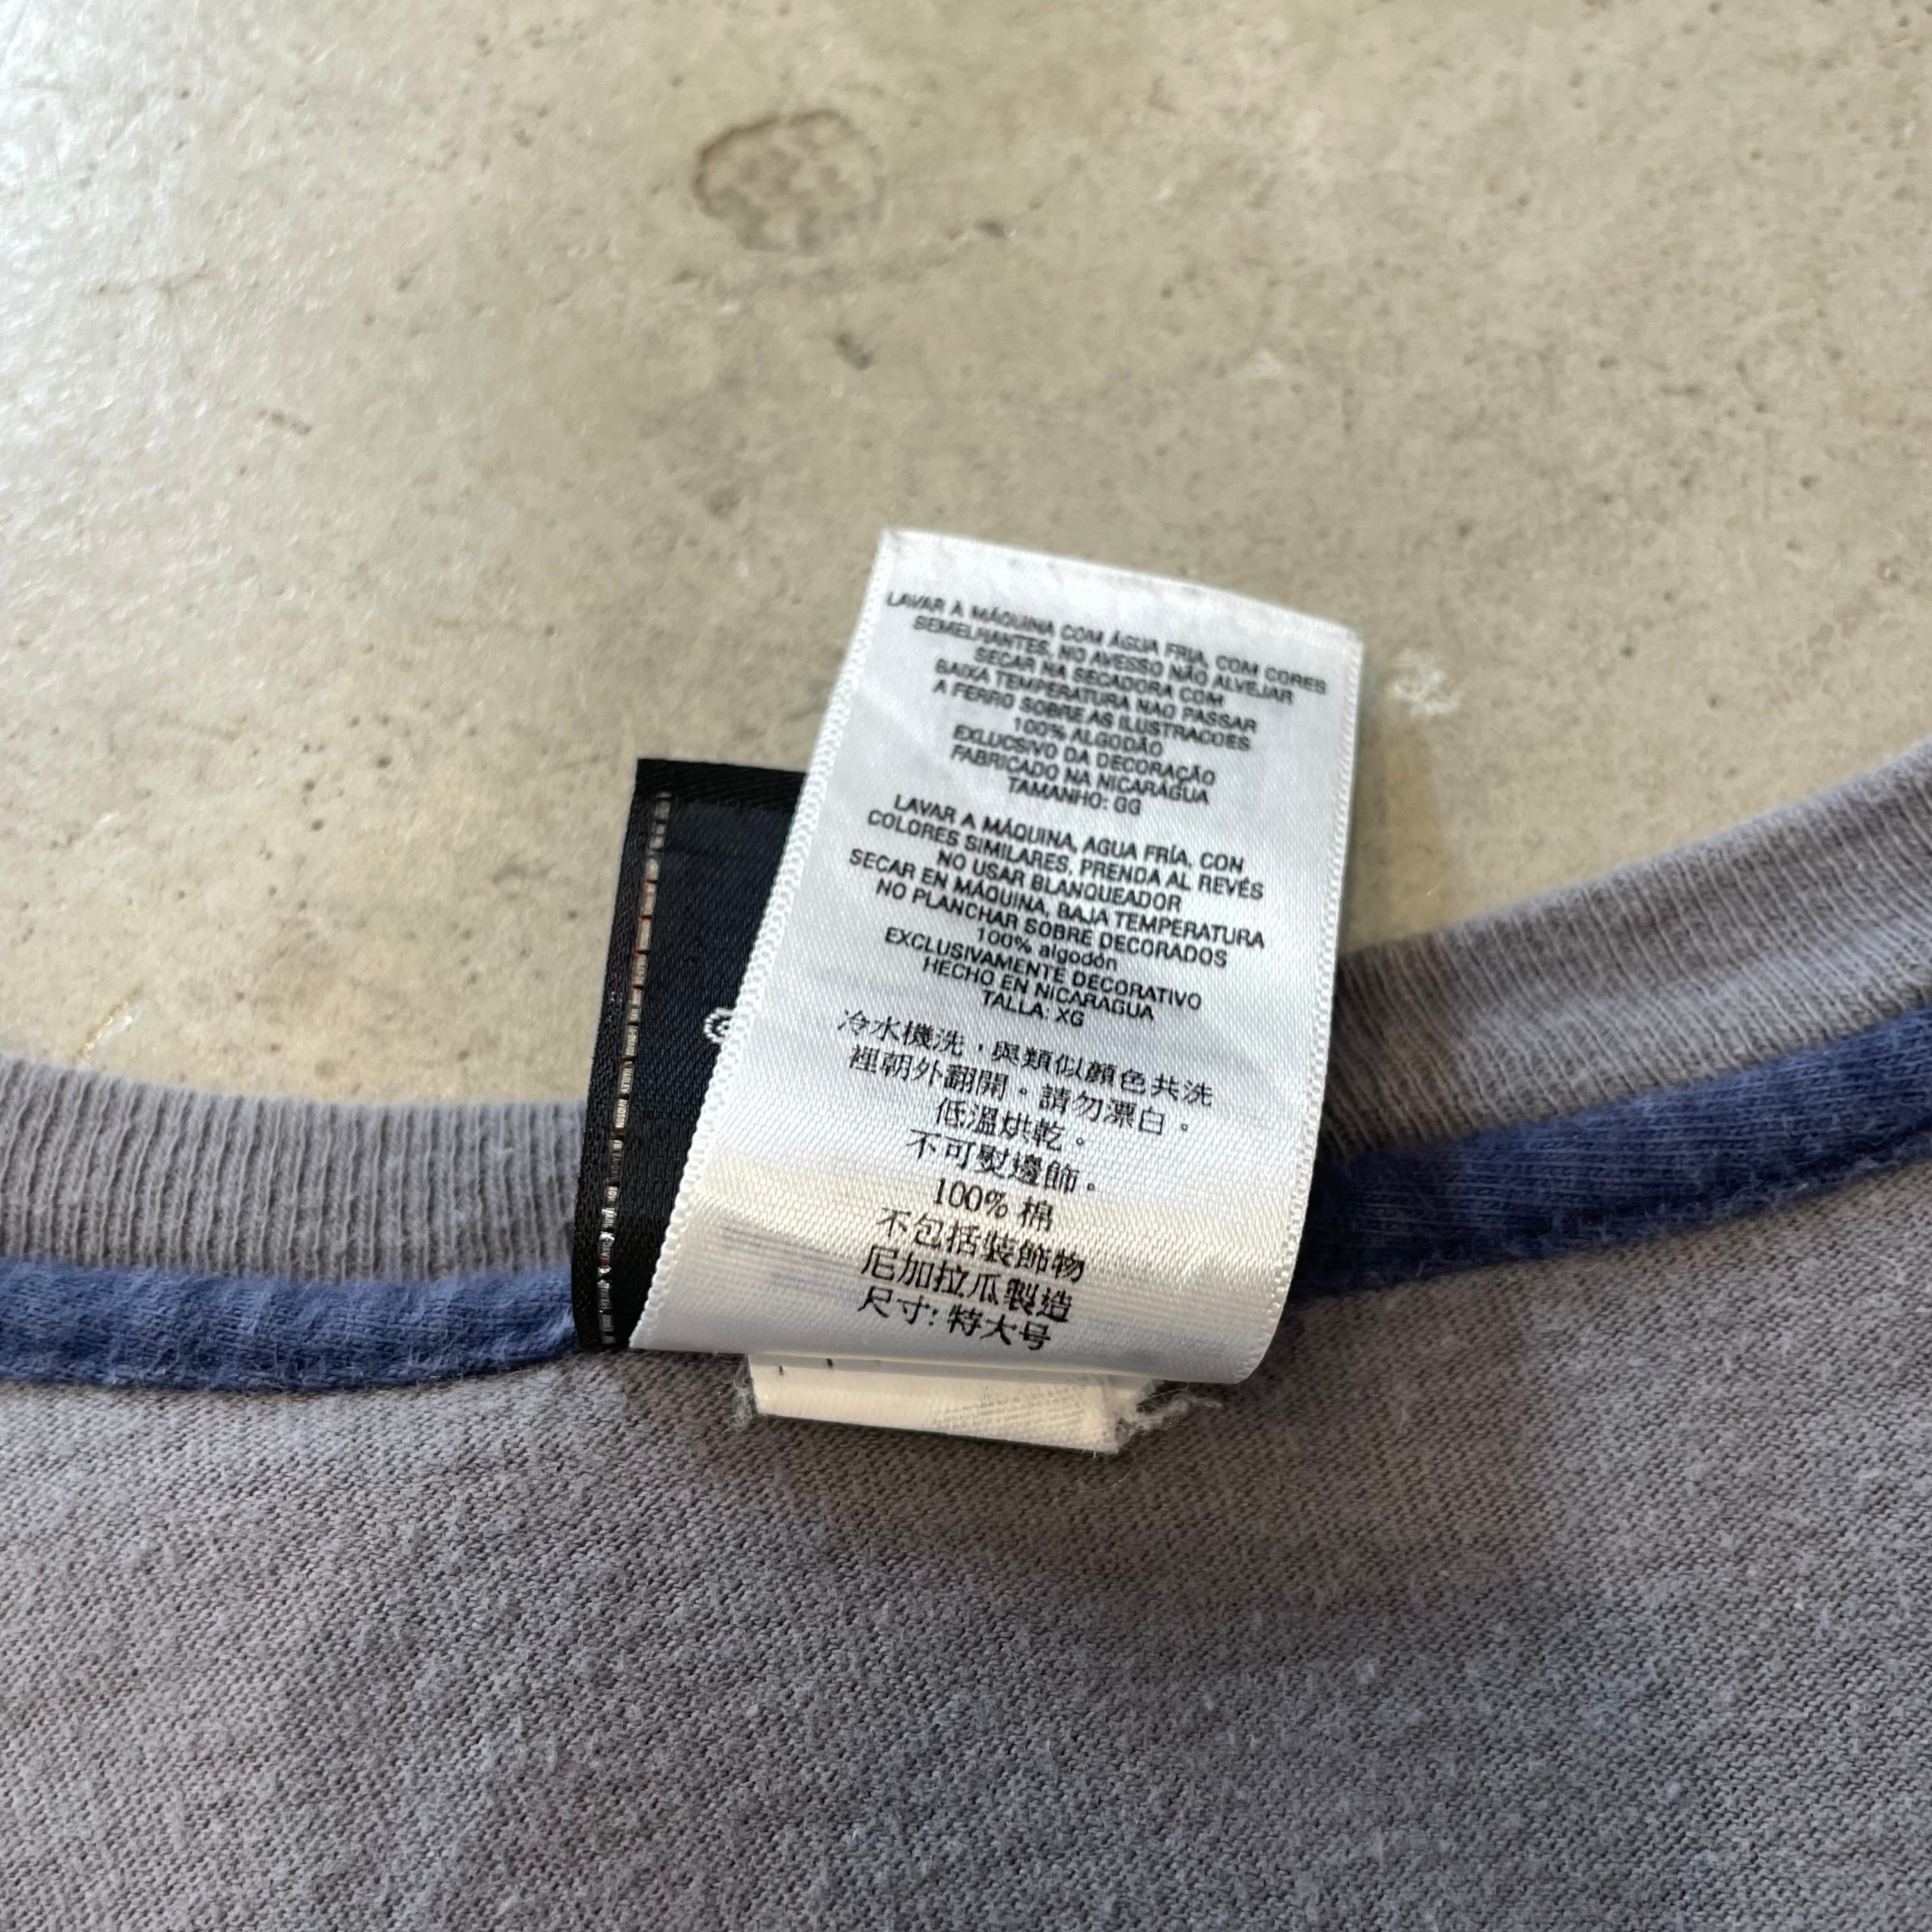 LAVAR A MÁQUINA COM ÁGUA FRIA, COM CORES
SEMELHANTES, NO AVESSO NÃO ALVEJAR
SECAR NA SECADORA COM
BAIXA TEMPERATURA NAO PASSAR
A FERRO SOBRE AS ILUSTRACOES
100% ALGODÃO
EXLUCSIVO DA DECORAÇÃO
FABRICADO NA NICARÁGUA
TAMANHO: GG
LAVAR A MÁQUINA, AGUA FRÍA, CON
COLORES SIMILARES, PRENDA AL REVÉS
NO USAR BLANQUEADOR
SECAR EN MÁQUINA, BAJA TEMPERATURA
NO PLANCHAR SOBRE DECORADOS
100% algodón
EXCLUSIVAMENTE DECORATIVO
HECHO EN NICARAGUA
TALLA: XG
冷水機洗，與類似顏色共洗
裡朝外翻開。請勿漂白。
低溫烘乾。
不可熨邊飾。
100% 棉
不包括裝飾物
尼加拉瓜製造
尺寸: 特大号